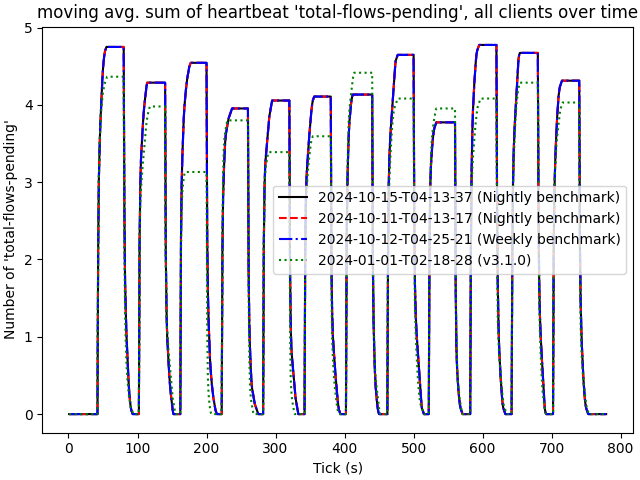 moving avg. sum of heartbeat 'total-flows-pending', all clients over time
Number of 'total-flows-pending'
5
4
3
2
1
0
2024-10-15-T04-13-37 (Nightly benchmark)
2024-10-11-T04-13-17 (Nightly benchmark)
2024-10-12-T04-25-21 (Weekly benchmark)
2024-01-01-T02-18-28 (v3.1.0)
0 100 200 300 400 500 600 700 800
Tick (s)